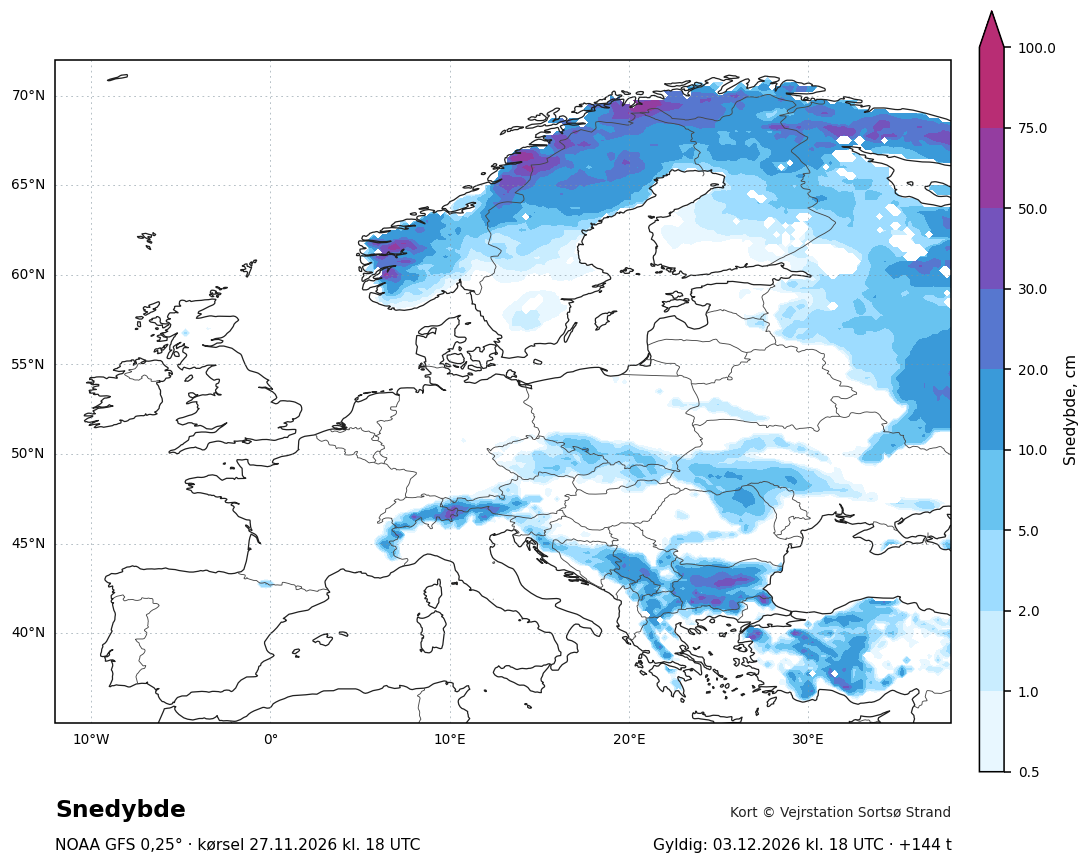 70°N
65°N
60°N
55°N
50°N
45°N
40°N
10°W
0°
10°E
20°E
30°E
100.0
75.0
50.0
30.0
20.0
10.0
5.0
2.0
1.0
0.5
Snedybde, cm
Snedybde
Kort © Vejrstation Sortsø Strand
NOAA GFS 0,25° · kørsel 27.11.2026 kl. 18 UTC
Gyldig: 03.12.2026 kl. 18 UTC · +144 t